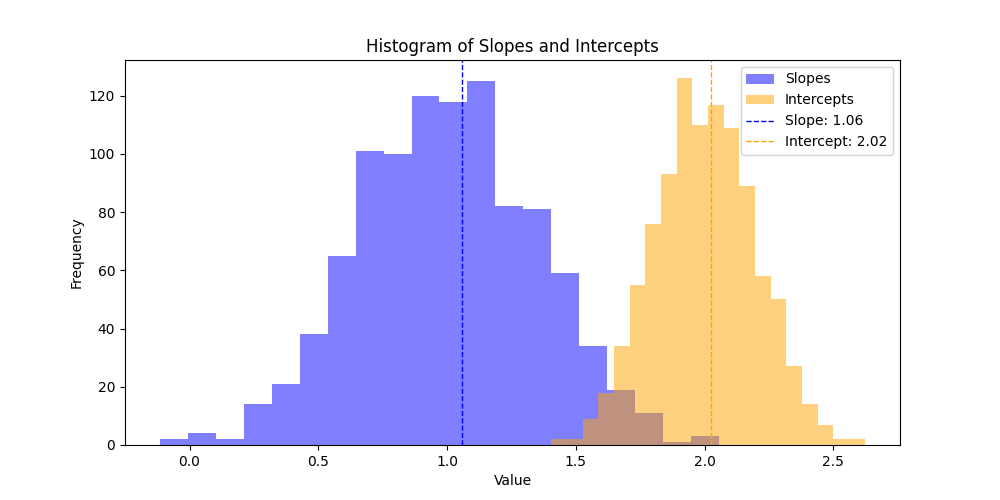 Histogram of Slopes and Intercepts
Slopes
Intercepts
Slope: 1.06
Intercept: 2.02
Frequency
120
100
80
60
40
20
0
0.0 0.5 1.0 1.5 2.0 2.5
Value